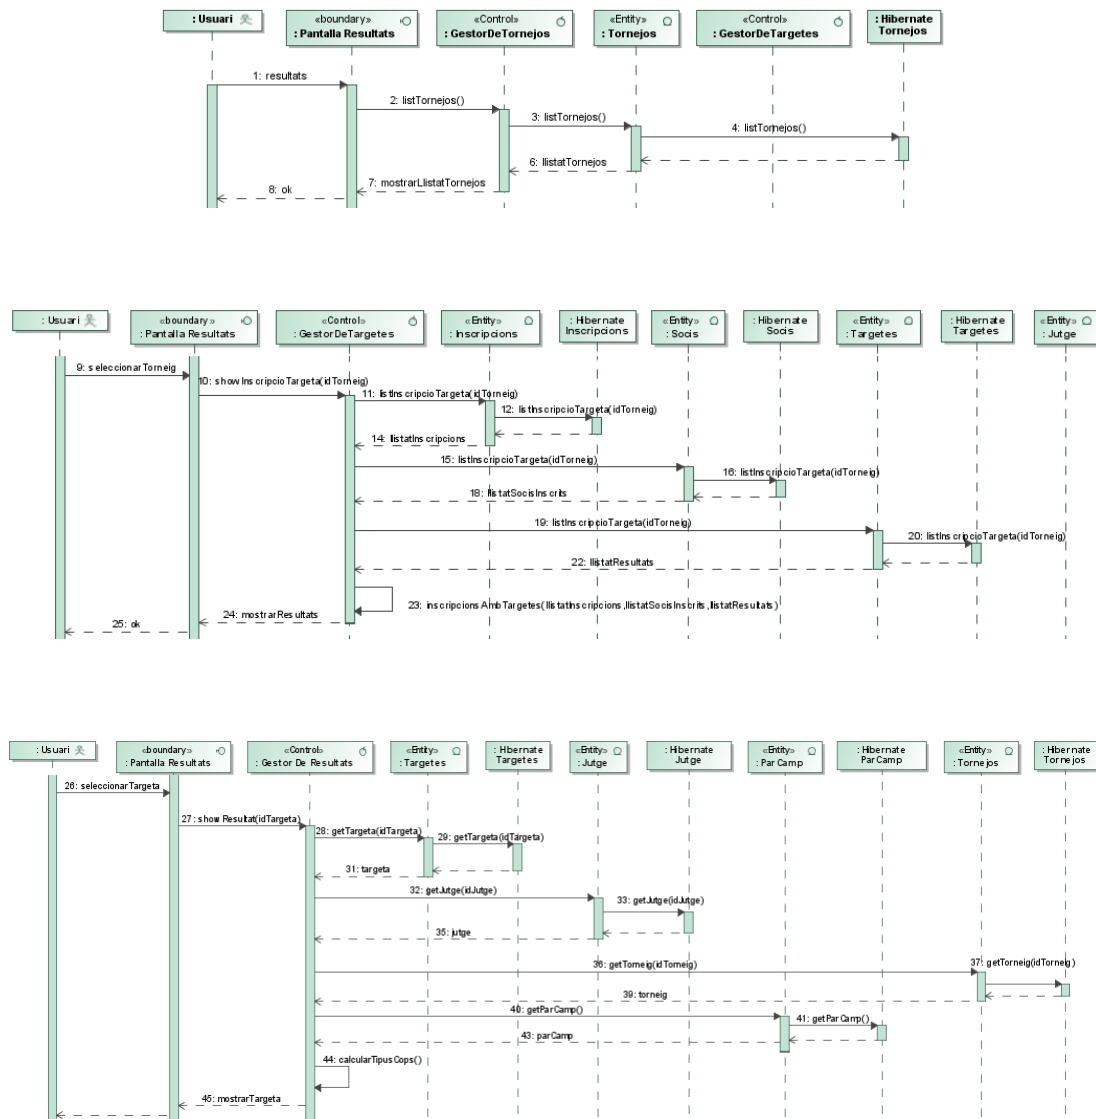 : Usuari
«boundary»
: Pantalla Resultats
«Control»
: GestorDeTornejos
«Entity»
: Tornejos
«Control»
: GestorDeTargetes
: Hibernate
Tornejos
1: resultats
2: listTornejos()
3: listTornejos()
4: listTornejos()
6: llistatTornejos
7: mostrarLlistatTornejos
8: ok
: Usuari
«boundary»
: Pantalla Resultats
«Control»
: GestorDeTargetes
«Entity»
: Inscripcions
: Hibernate
Inscripcions
«Entity»
: Socis
: Hibernate
Socis
«Entity»
: Targetes
: Hibernate
Targetes
«Entity»
: Jutge
9: seleccionarTorneig
10: showInscripcioTargeta(idTorneig)
11: listInscripcioTargeta(idTorneig)
12: listInscripcioTargeta(idTorneig)
14: llistatInscripcions
15: listInscripcioTargeta(idTorneig)
16: listInscripcioTargeta(idTorneig)
18: llistatSocisInscrits
19: listInscripcioTargeta(idTorneig)
20: listInscripcioTargeta(idTorneig)
22: llistatResultats
23: inscripcionsAmbTargetes(llistatInscripcions,llistatSocisInscrits,llistatResultats)
24: mostrarResultats
25: ok
: Usuari
«boundary»
: Pantalla Resultats
«Control»
: Gestor De Resultats
«Entity»
: Targetes
: Hibernate
Targetes
«Entity»
: Jutge
: Hibernate
Jutge
«Entity»
: ParCamp
: Hibernate
ParCamp
«Entity»
: Tornejos
: Hibernate
Tornejos
26: seleccionarTargeta
27: showResultat(idTargeta)
28: getTargeta(idTargeta)
29: getTargeta(idTargeta)
31: targeta
32: getJutge(idJutge)
33: getJutge(idJutge)
35: jutge
36: getTorneig(idTorneig)
37: getTorneig(idTorneig)
39: torneig
40: getParCamp()
41: getParCamp()
43: parCamp
44: calcularTipusCops()
45: mostrarTargeta